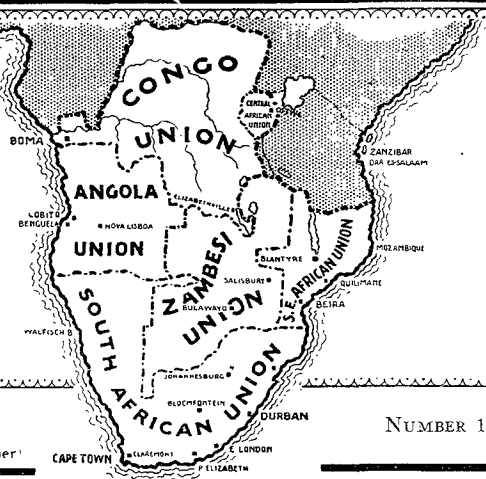 CONGO
UNION
CENTRAL
AFRICAN
UNION
BOMA
ZANZIBAR
DAR ES-SALAAM
ANGOLA
UNION
ELIZABETHVILLE
LOBITO
BENGUELA
NOVA LISBOA
ZAMBESI
UNION
BLANTYRE
SALISBURY
BULAWAYO
S.E. AFRICAN UNION
MOZAMBIQUE
QUILIMANE
BEIRA
WALFISCH B
SOUTH AFRICAN UNION
JOHANNESBURG
BLOEMFONTEIN
DURBAN
NUMBER 1
CAPE TOWN
CLAREMONT
E LONDON
P ELIZABETH